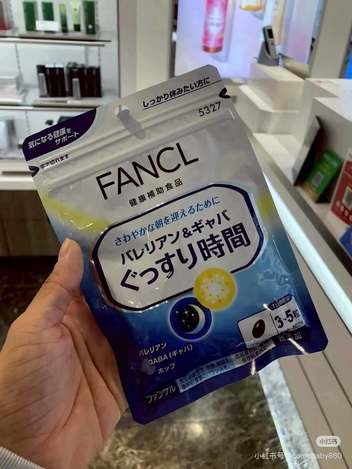 しっかり休みたい方に
気になる健康を
サポート
5327
FANCL
健康補助食品
さわやかな朝を迎えるために
バレリアン&ギャバ
ぐっすり時間
バレリアン
GABA(ギャバ)
ホップ
3~5粒
ファンケル
小红书
小红书号